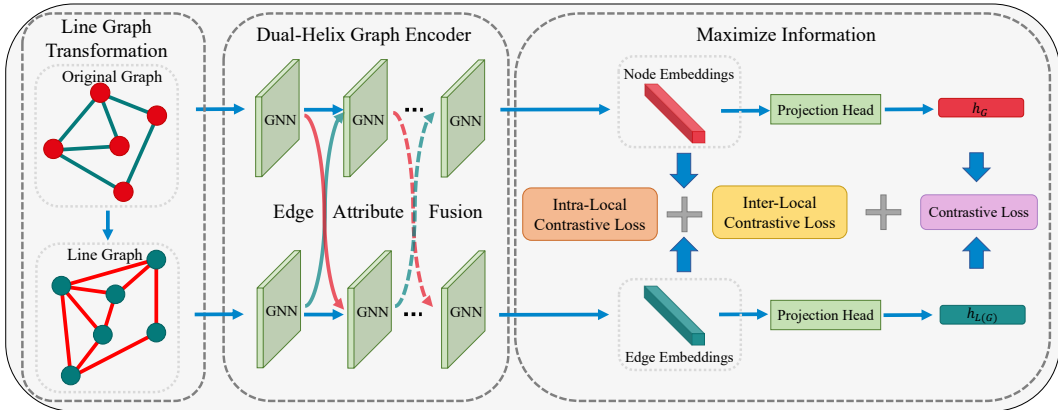 Line Graph
Transformation
Original Graph
Line Graph
Dual-Helix Graph Encoder
GNN
GNN
...
GNN
Edge Attribute Fusion
GNN
GNN
...
GNN
Maximize Information
Node Embeddings
Projection Head
h_G
Intra-Local
Contrastive Loss
+
Inter-Local
Contrastive Loss
+
Contrastive Loss
Edge Embeddings
Projection Head
h_{L(G)}